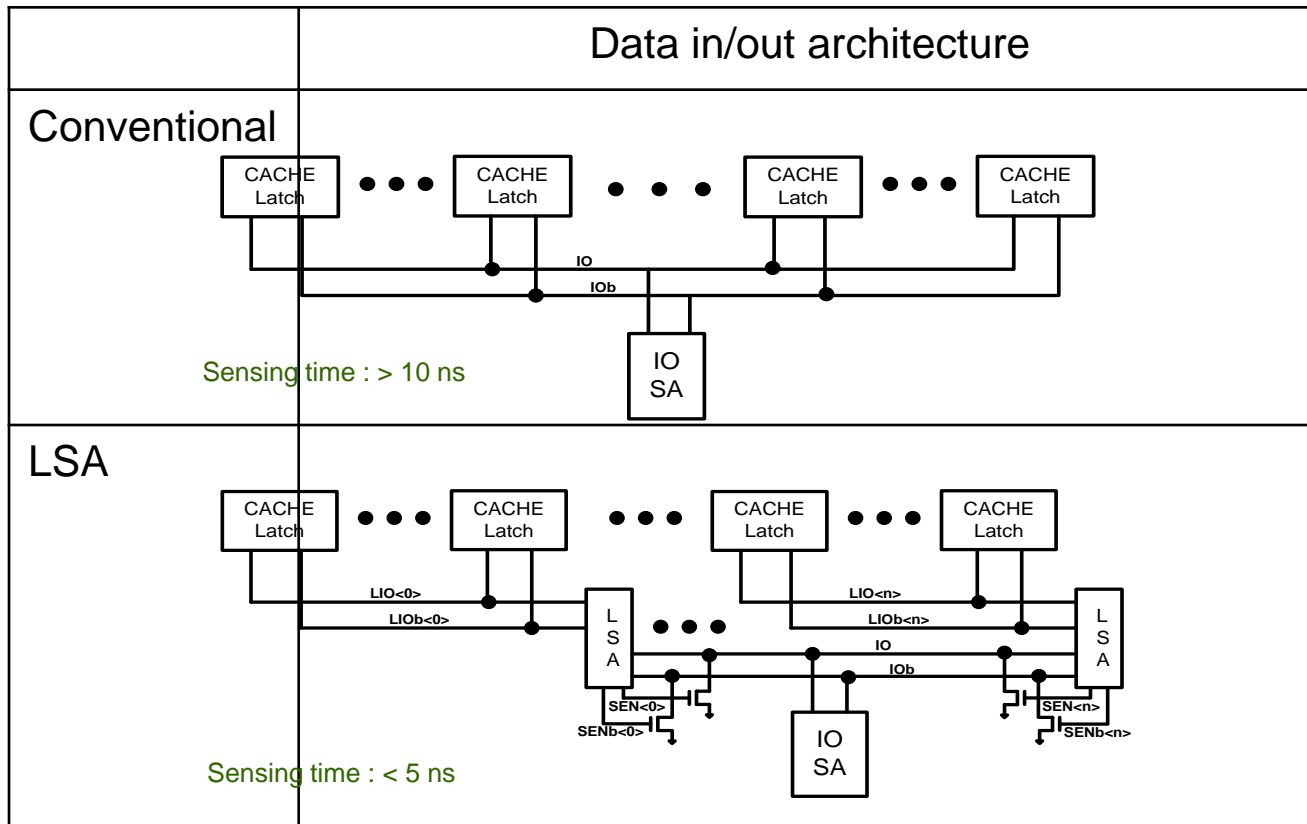 Data in/out architecture
Conventional
CACHE
Latch
CACHE
Latch
CACHE
Latch
CACHE
Latch
IO
IOb
IO
SA
Sensing time : > 10 ns
LSA
CACHE
Latch
CACHE
Latch
CACHE
Latch
CACHE
Latch
LIO<0>
LIOb<0>
L
S
A
LIO<n>
LIOb<n>
IO
IOb
L
S
A
SEN<0>
SENb<0>
SEN<n>
SENb<n>
IO
SA
Sensing time : < 5 ns